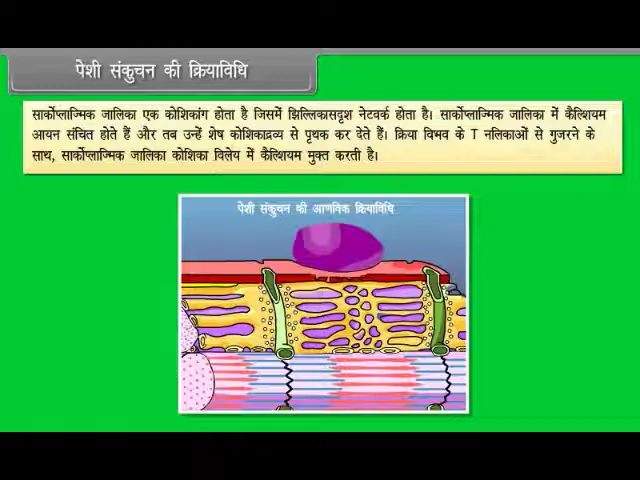 पेशी संकुचन की क्रियाविधि
सार्कोप्लाज्मिक जालिका एक कोशिकांग होता है जिसमें झिल्लिकासदृश नेटवर्क होता है। सार्कोप्लाज्मिक जालिका में कैल्शियम
आयन संचित होते हैं और तब उन्हें शेष कोशिकाद्रव्य से पृथक कर देते हैं। क्रिया विभव के T नलिकाओं से गुजरने के
साथ, सार्कोप्लाज्मिक जालिका कोशिका विलेय में कैल्शियम मुक्त करती है।
पेशी संकुचन की आणविक क्रियाविधि